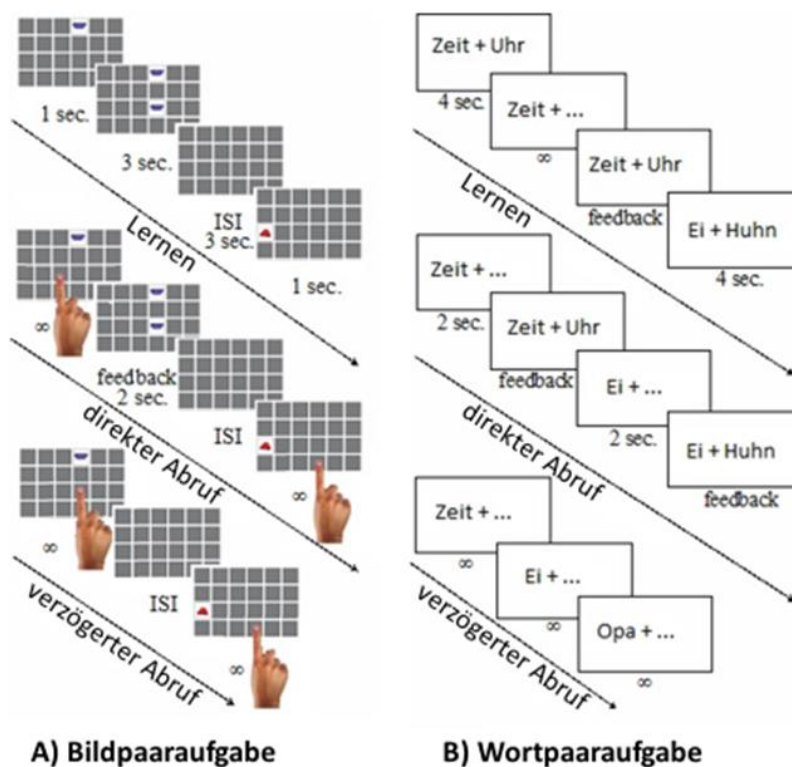 1 sec.
3 sec.
ISI
3 sec.
1 sec.
Lernen
∞
feedback
2 sec.
ISI
∞
direkter Abruf
∞
ISI
∞
verzögerter Abruf
A) Bildpaaraufgabe
Zeit + Uhr
4 sec.
Zeit + ...
∞
Zeit + Uhr
feedback
Ei + Huhn
4 sec.
Lernen
Zeit + ...
2 sec.
Zeit + Uhr
feedback
Ei + ...
2 sec.
Ei + Huhn
feedback
direkter Abruf
Zeit + ...
∞
Ei + ...
∞
Opa + ...
∞
verzögerter Abruf
B) Wortpaaraufgabe